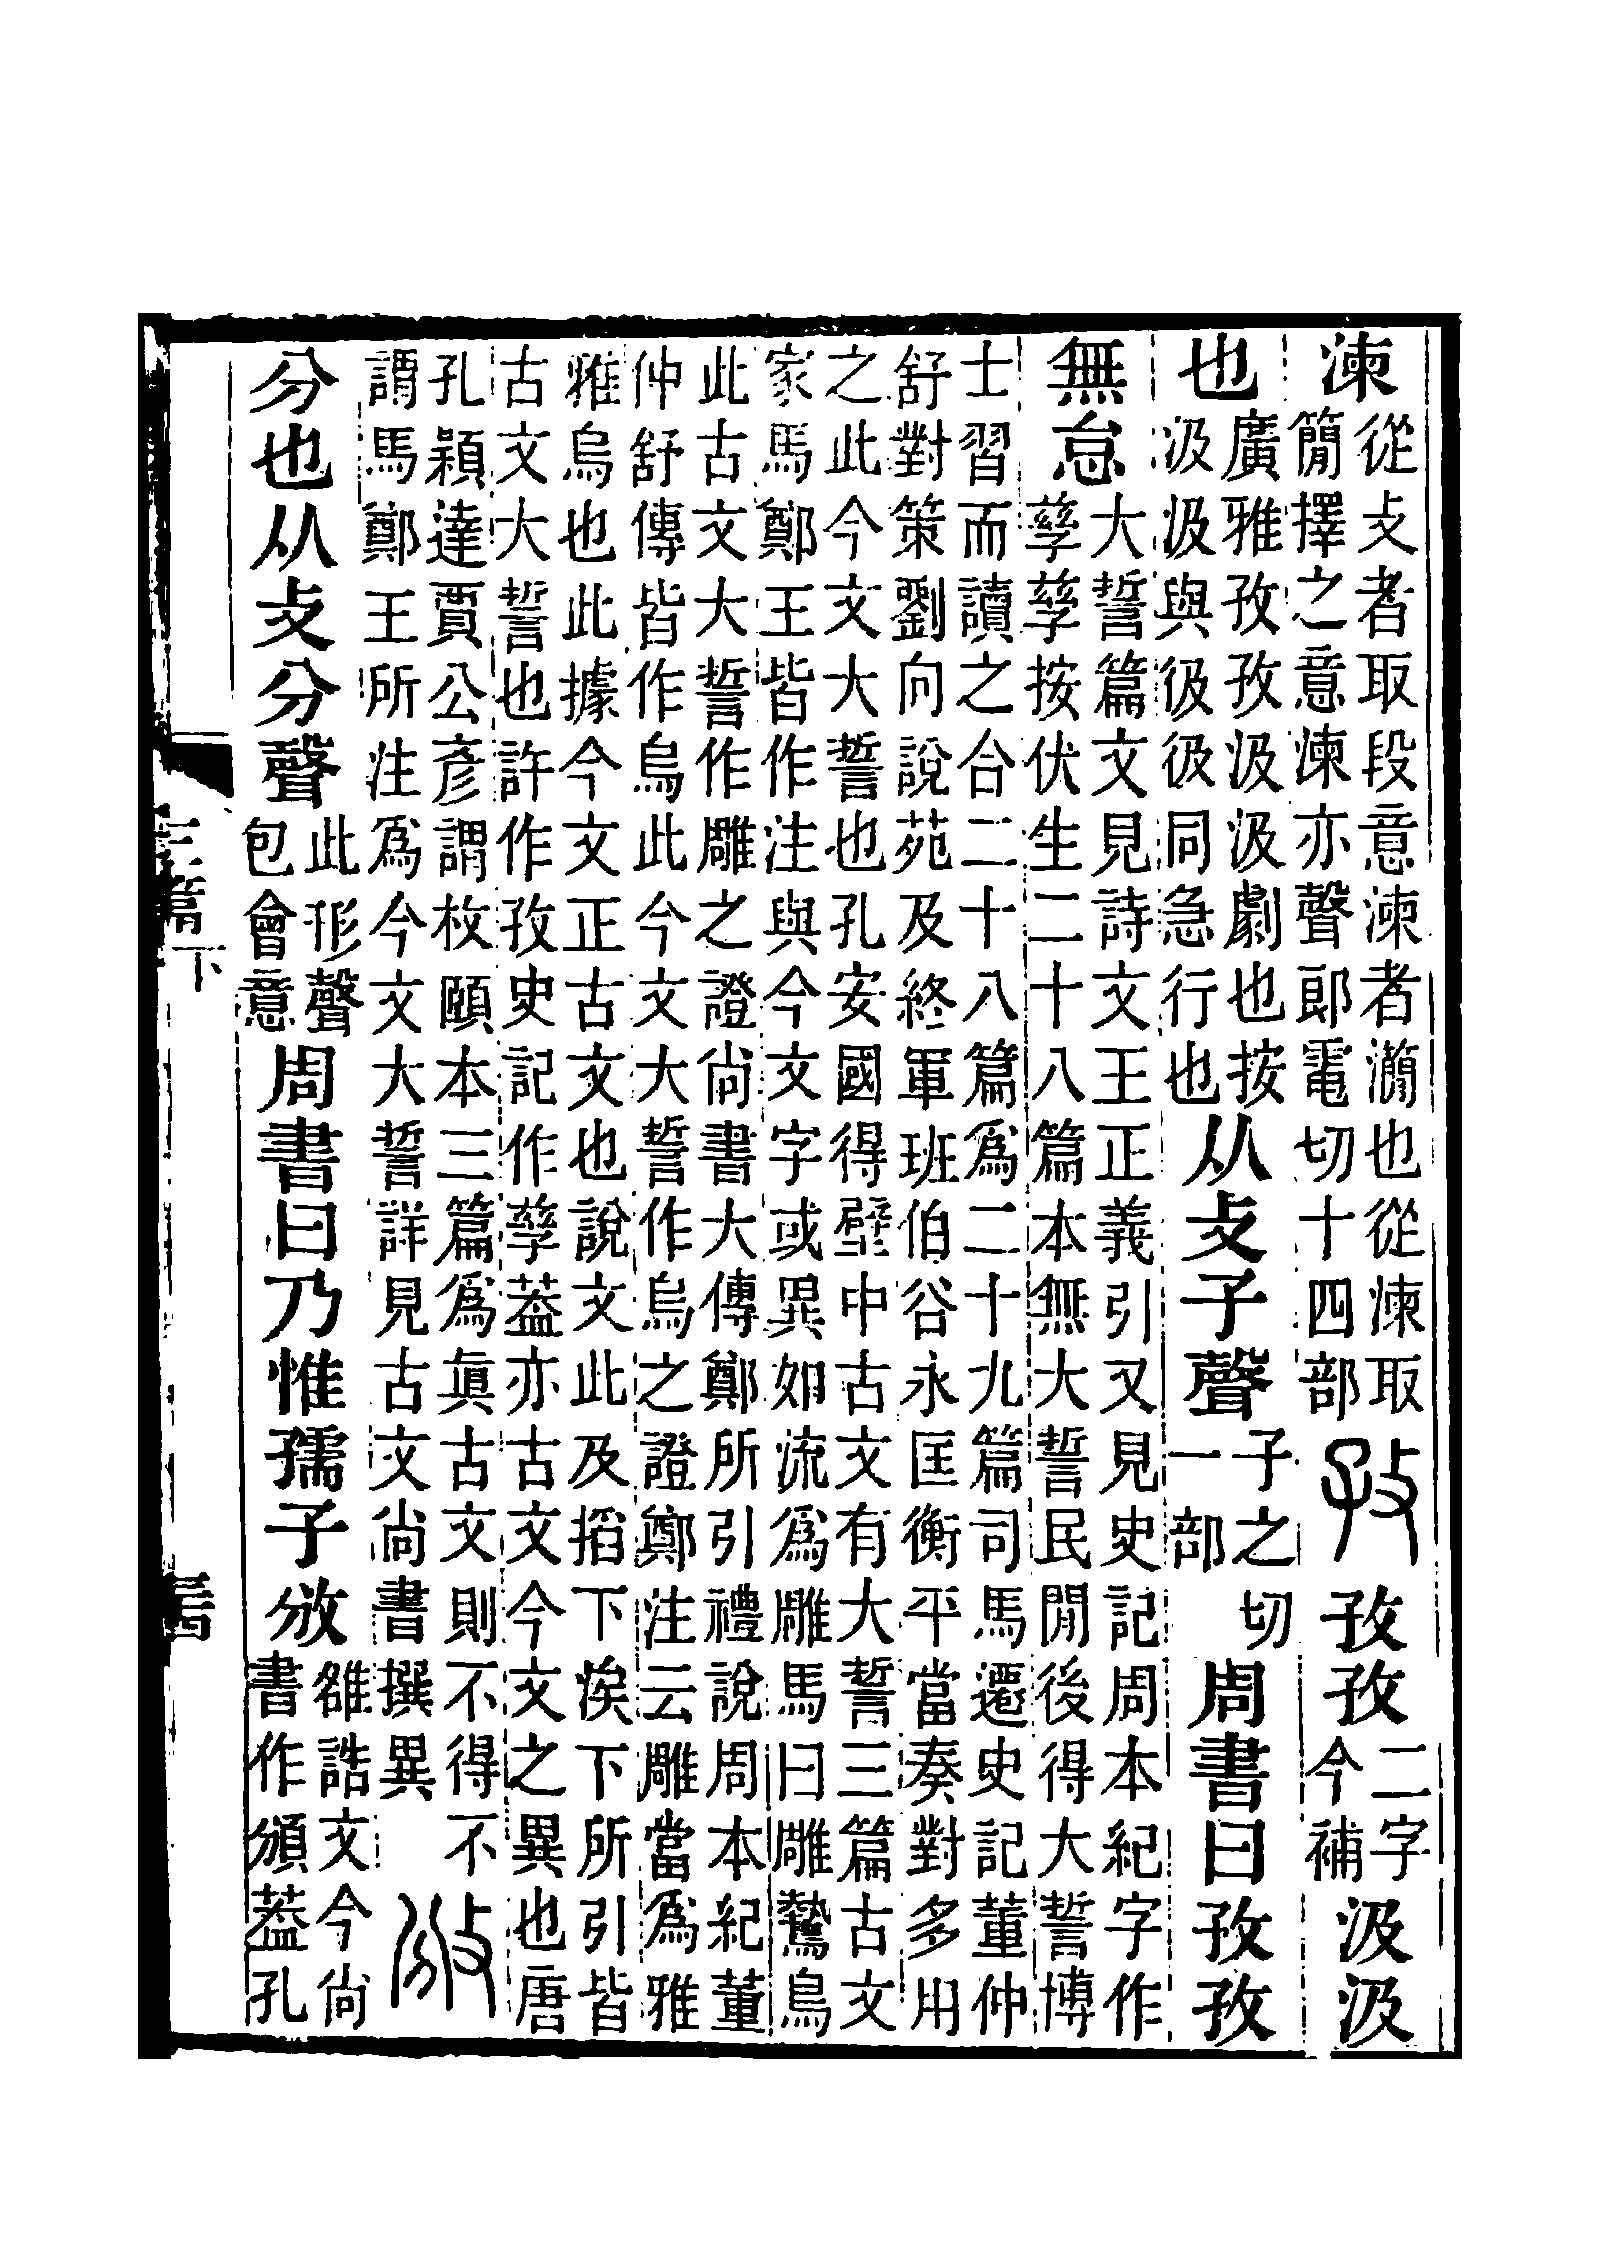 湅
從攴者取段意湅者㶕也從湅取
簡擇之意湅亦聲郎電切十四部
孜
孜孜
二字
今補
汲汲
也
廣雅孜孜汲汲劇也按
汲汲與彶彶同急行也
从攴子聲
子之切
一部
周書曰孜孜
無怠
大誓篇文見詩文王正義引又見史記周本紀字作
孳孳按伏生二十八篇本無大誓民閒後得大誓博
士習而讀之合二十八篇爲二十九篇司馬遷史記董仲
舒對策劉向說苑及終軍班伯谷永匡衡平當奏對多用
之此今文大誓也孔安國得壁中古文有大誓三篇古文
家馬鄭王皆作注與今文字或異如流爲雕馬曰雕鷙鳥
此古文大誓作雕之證尙書大傳鄭所引禮說周本紀董
仲舒傳皆作烏此今文大誓作烏之證鄭注云雕當爲雅
雅烏也此據今文正古文也說文此及搯下涘下所引皆
古文大誓也許作孜史記作孳葢亦古文今文之異也唐
孔穎達賈公彥謂枚頤本三篇爲眞古文則不得不
謂馬鄭王所注爲今文大誓詳見古文尙書撰異
攽
分也从攴分聲
此形聲
包會意
周書曰乃惟孺子攽
雒誥文今尙
書作頒葢孔
三篇下